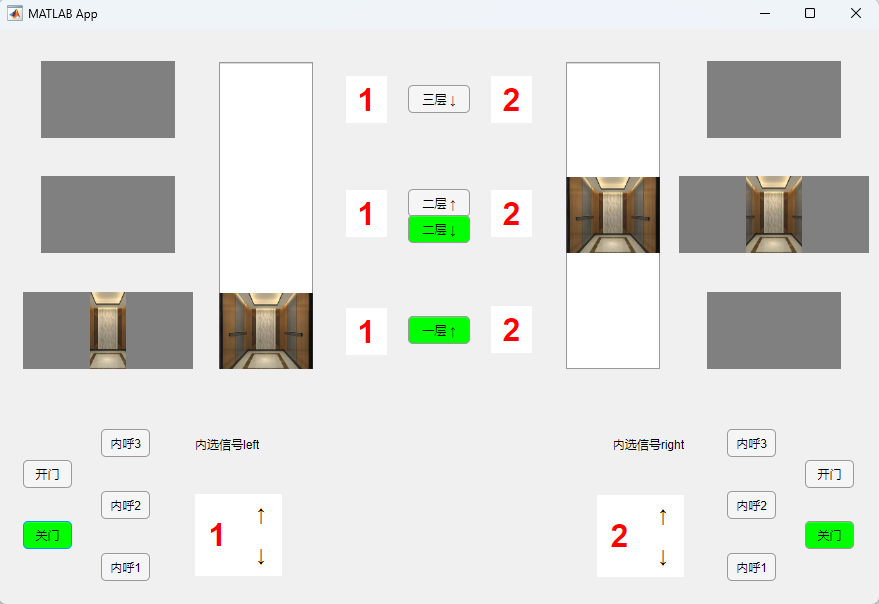 MATLAB App
1 三层↓ 2
1 二层↑ 2
二层↓
1 一层↑ 2
内呼3 内选信号left
开门
内呼2
关门
内呼1
1 ↑
↓
内选信号right 内呼3
开门
内呼2
关门
内呼1
2 ↑
↓